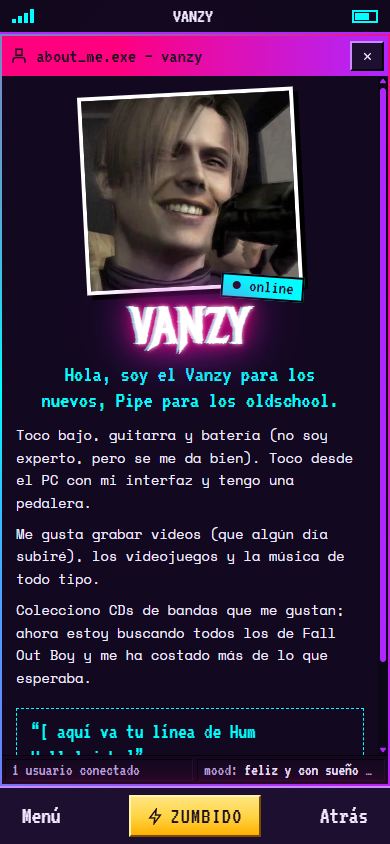 VANZY
about_me.exe — vanzy
online
VANZY
Hola, soy el Vanzy para los
nuevos, Pipe para los oldschool.
Toco bajo, guitarra y batería (no soy
experto, pero se me da bien). Toco desde
el PC con mi interfaz y tengo una
pedalera.
Me gusta grabar videos (que algún día
subiré), los videojuegos y la música de
todo tipo.
Colecciono CDs de bandas que me gustan;
ahora estoy buscando todos los de Fall
Out Boy y me ha costado más de lo que
esperaba.
“[ aquí va tu línea de Hum
1 usuario conectado
mood: feliz y con sueño …
Menú
ZUMBIDO
Atrás